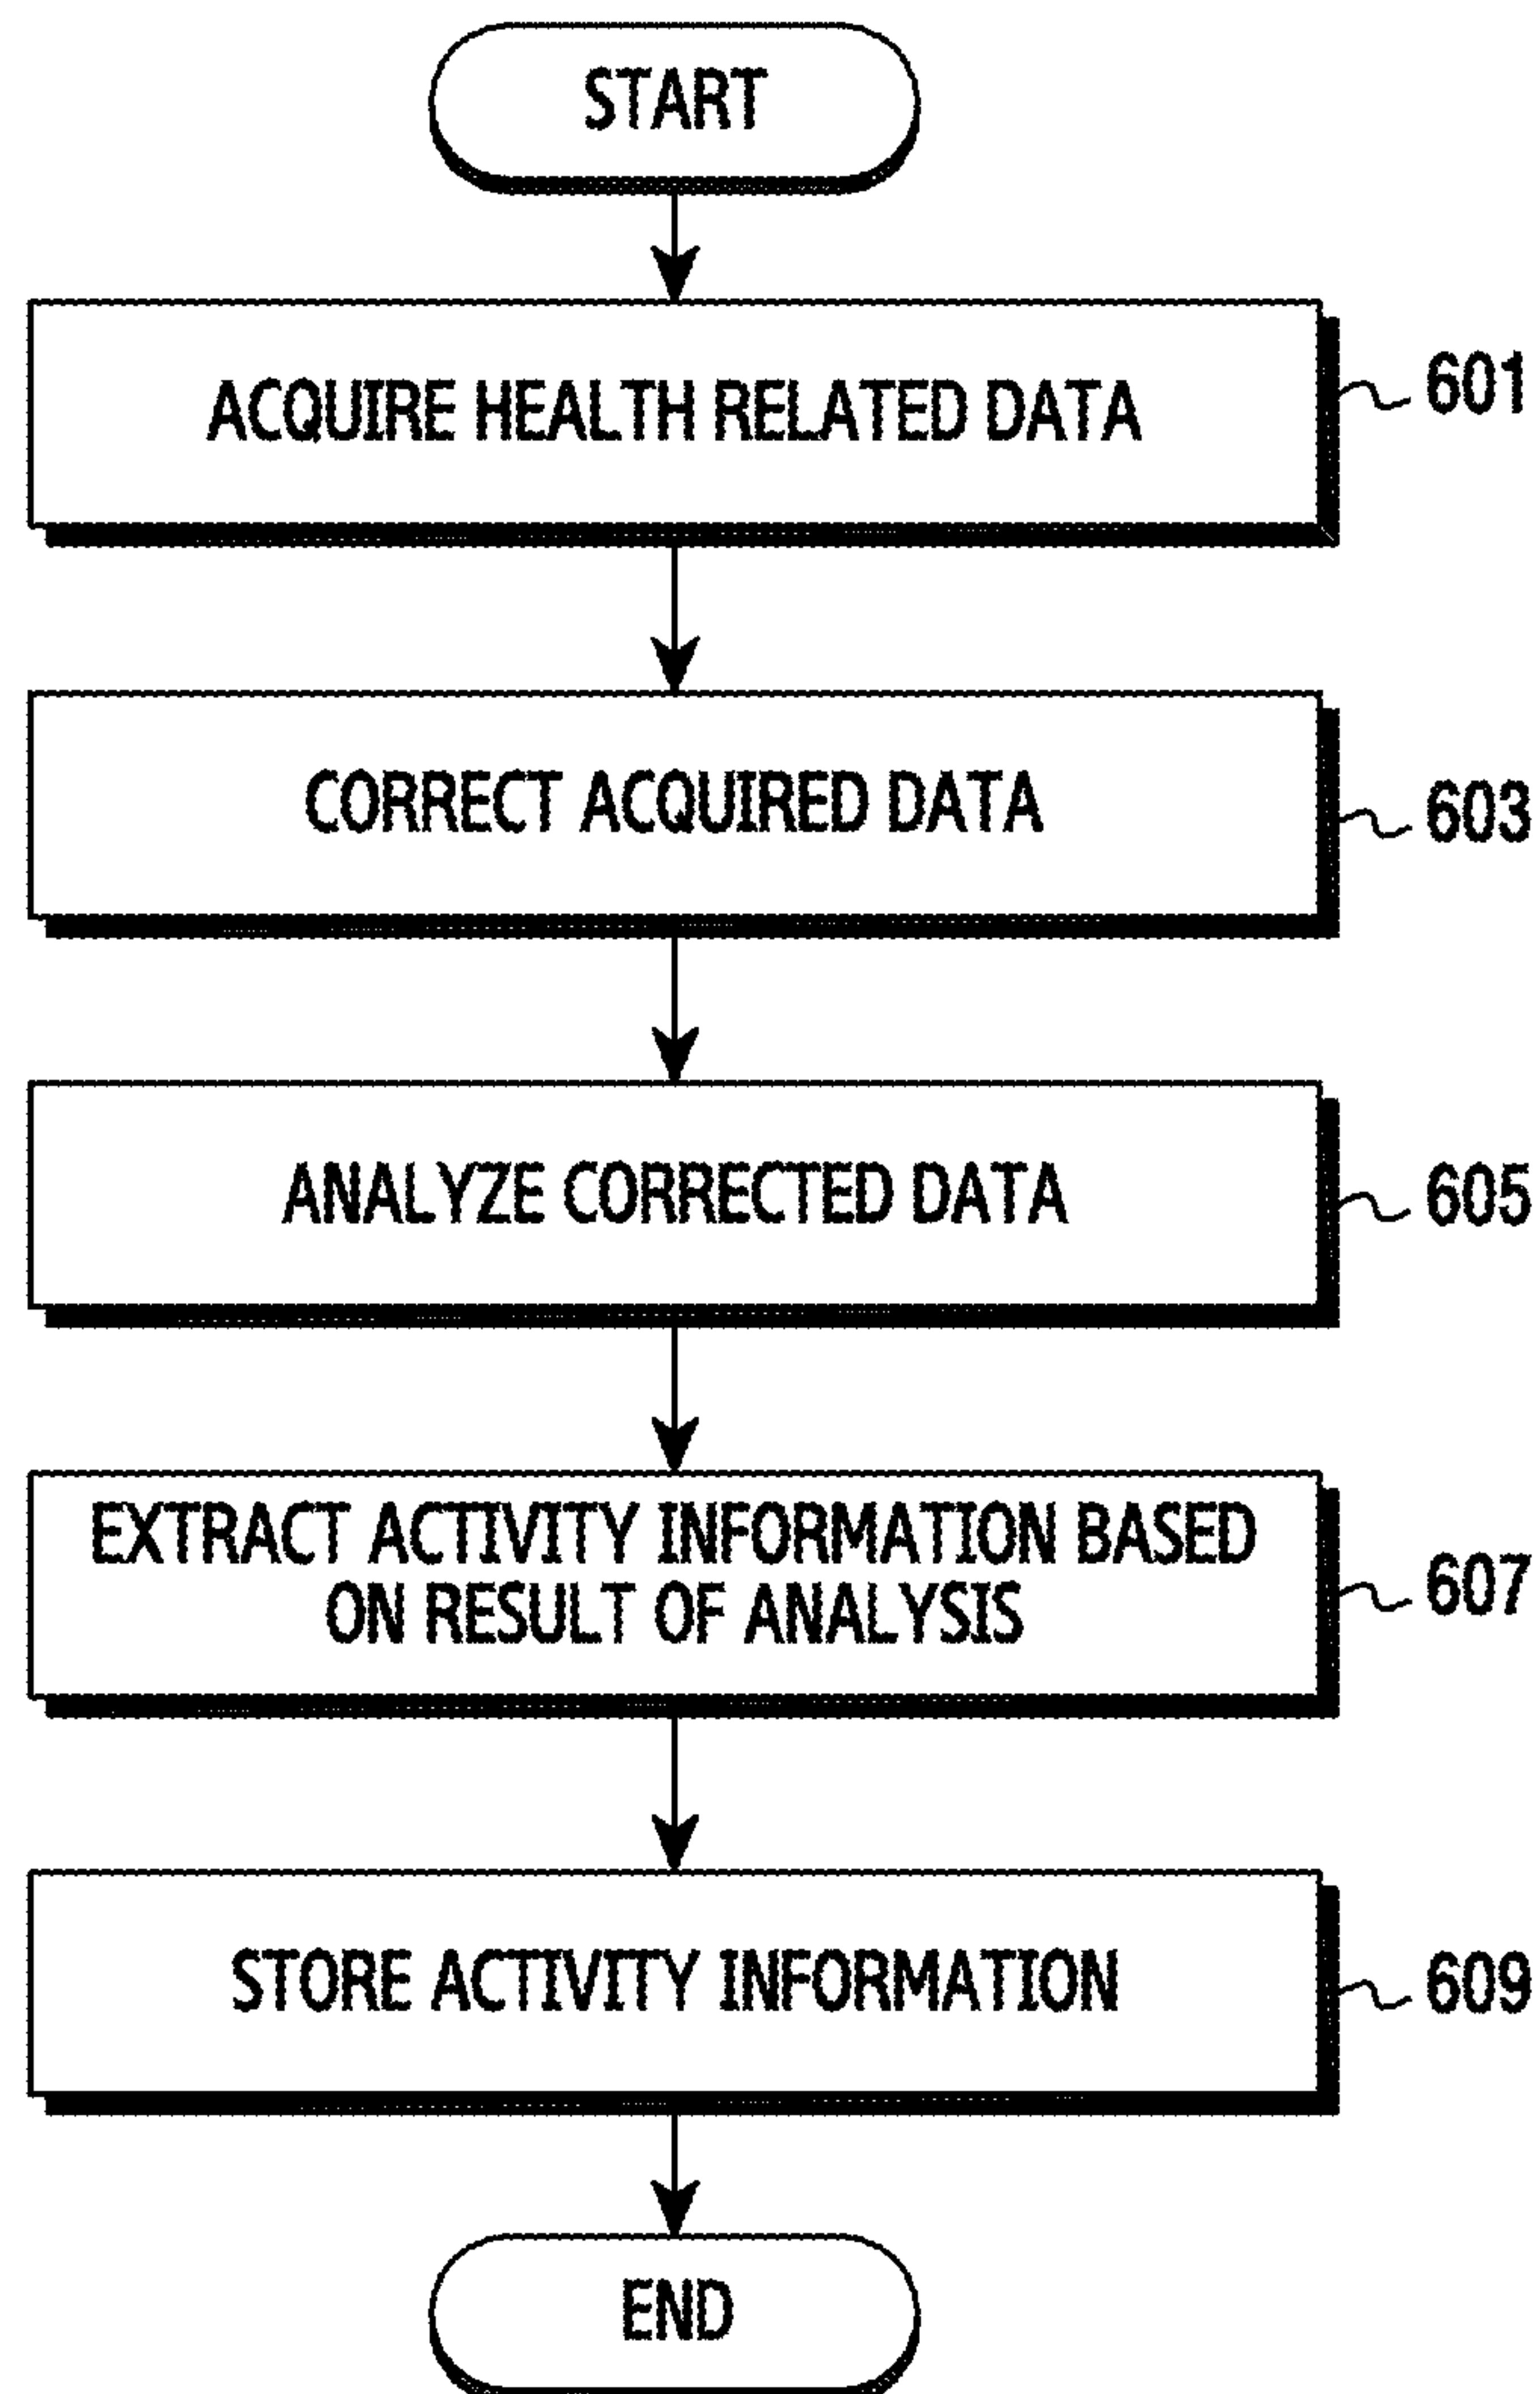 START
ACQUIRE HEALTH RELATED DATA
601
CORRECT ACQUIRED DATA
603
ANALYZE CORRECTED DATA
605
EXTRACT ACTIVITY INFORMATION BASED
ON RESULT OF ANALYSIS
607
STORE ACTIVITY INFORMATION
609
END